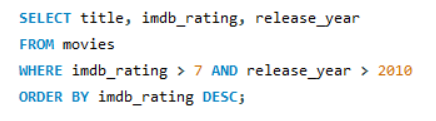 SELECT title, imdb_rating, release_year
FROM movies
WHERE imdb_rating > 7 AND release_year > 2010
ORDER BY imdb_rating DESC;